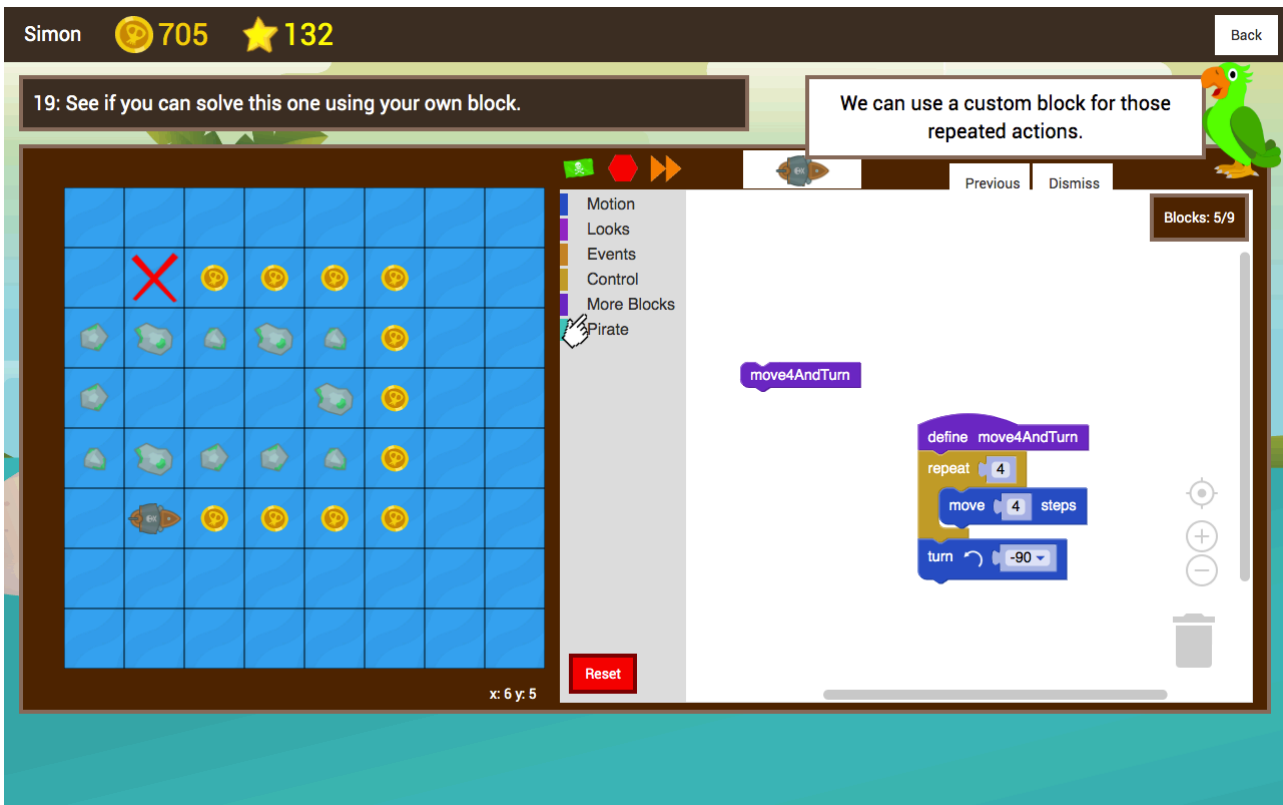 Simon 705 132 Back
19: See if you can solve this one using your own block.
We can use a custom block for those
repeated actions.
Previous Dismiss
Motion
Looks
Events
Control
More Blocks
Pirate
Blocks: 5/9
move4AndTurn
define move4AndTurn
repeat 4
move 4 steps
turn -90
Reset
x: 6 y: 5